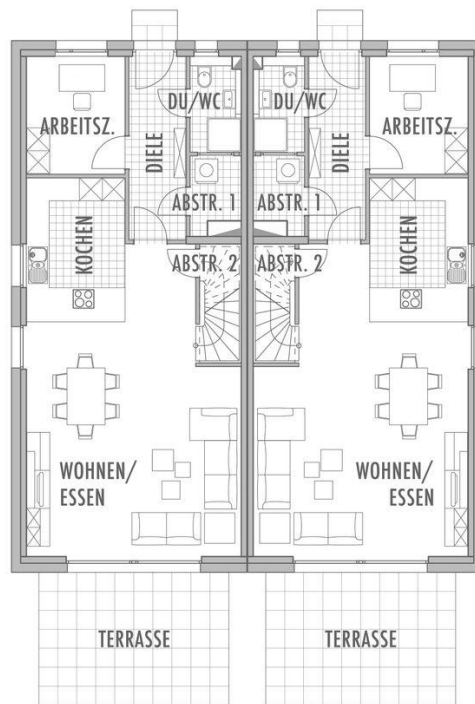 DU/WC
DU/WC
ARBEITSZ.
DIELE
DIELE
ARBEITSZ.
ABSTR. 1
ABSTR. 1
KOCHEN
KOCHEN
ABSTR. 2
ABSTR. 2
WOHNEN/
ESSEN
WOHNEN/
ESSEN
TERRASSE
TERRASSE